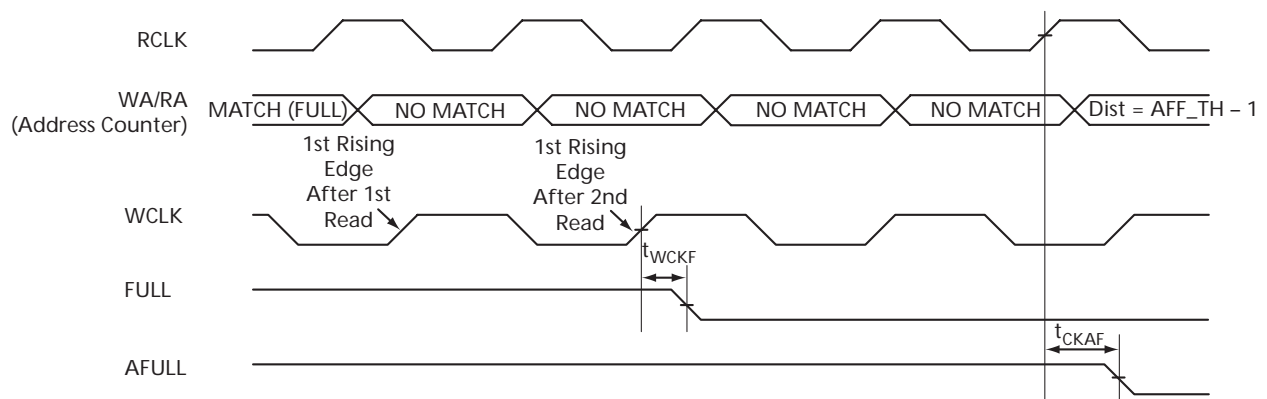 RCLK
WA/RA
(Address Counter)
MATCH (FULL)
NO MATCH
NO MATCH
NO MATCH
NO MATCH
Dist = AFF_TH – 1
1st Rising
Edge
After 1st
Read
1st Rising
Edge
After 2nd
Read
WCLK
tWCKF
FULL
tCKAF
AFULL